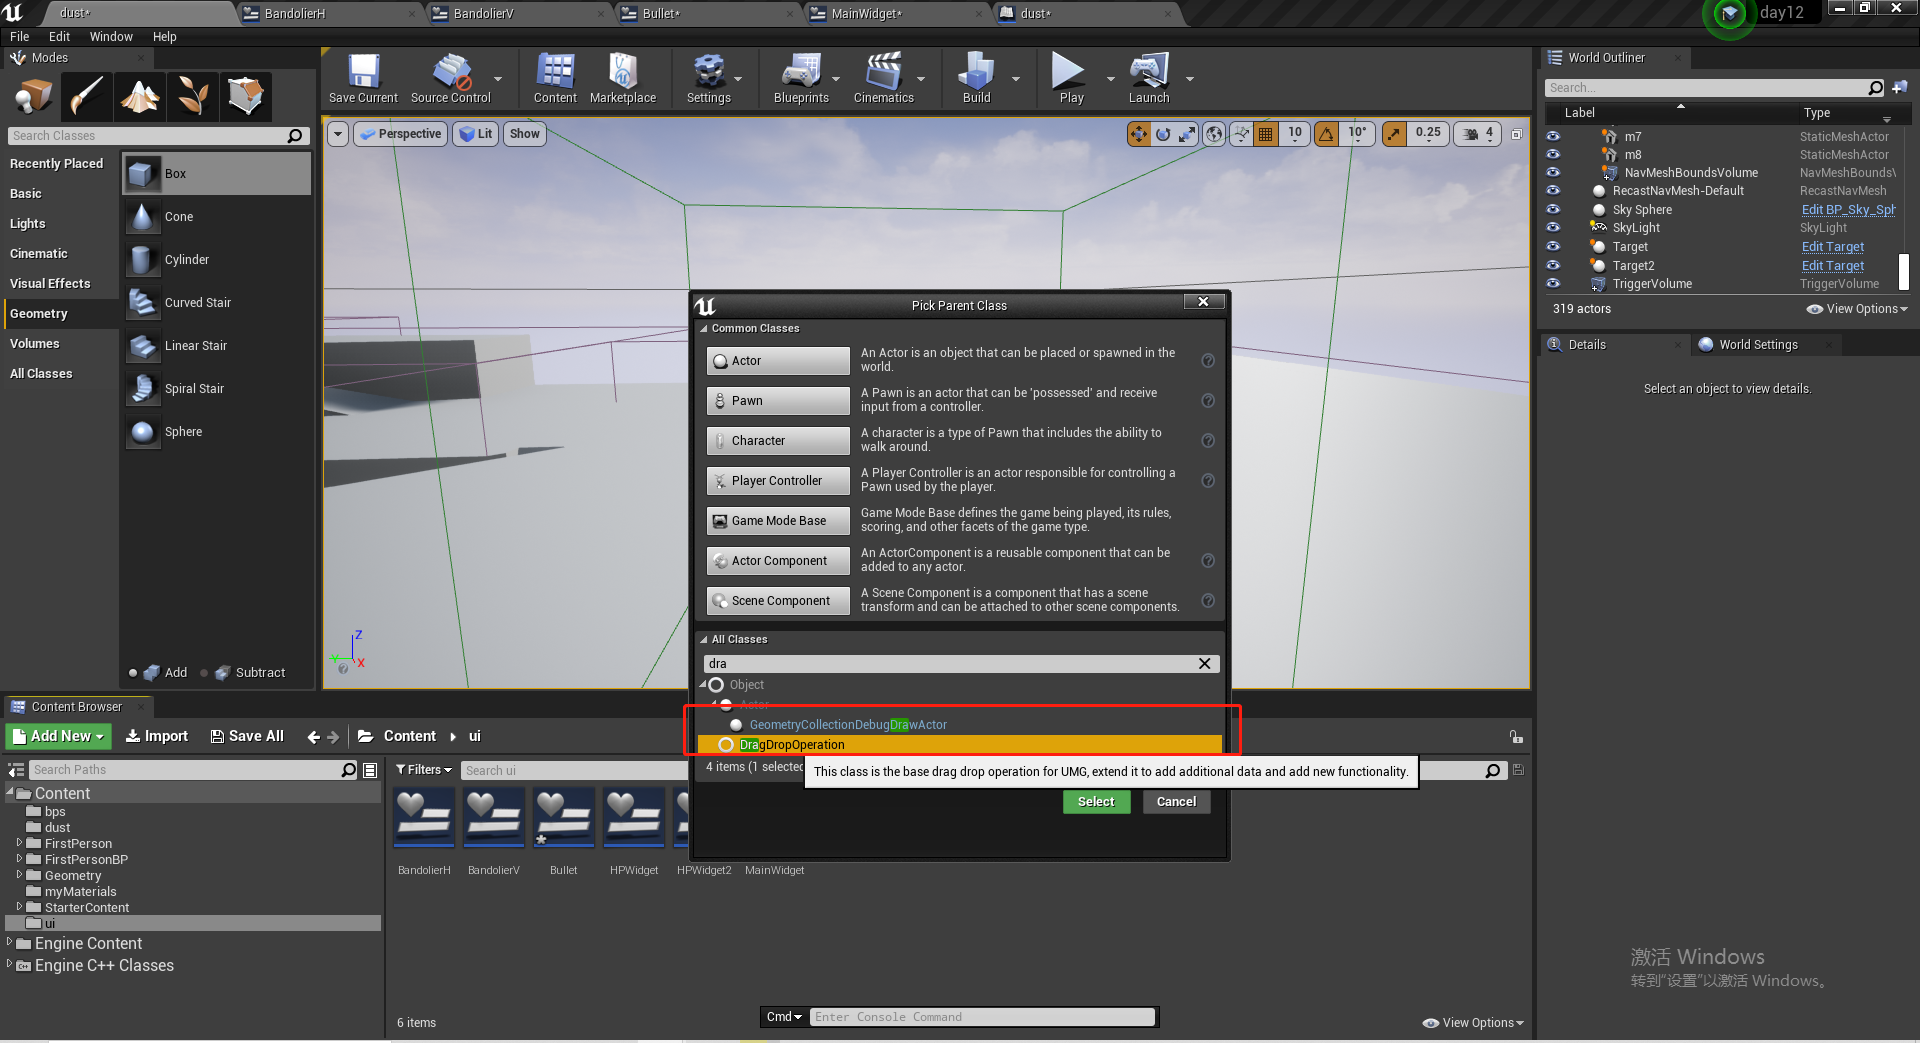 dust*
BandolierH
BandolierV
Bullet*
MainWidget*
dust*
day12
File Edit Window Help
Modes
Save Current
Source Control
Content
Marketplace
Settings
Blueprints
Cinematics
Build
Play
Launch
World Outliner
Search...
Label
Type
m7
StaticMeshActor
m8
StaticMeshActor
NavMeshBoundsVolume
NavMeshBoundsV
RecastNavMesh-Default
RecastNavMesh
Sky Sphere
Edit BP_Sky_Sph
SkyLight
SkyLight
Target
Edit Target
Target2
Edit Target
TriggerVolume
TriggerVolume
319 actors
View Options
Details
World Settings
Select an object to view details.
Search Classes
Recently Placed
Basic
Lights
Cinematic
Visual Effects
Geometry
Volumes
All Classes
Box
Cone
Cylinder
Curved Stair
Linear Stair
Spiral Stair
Sphere
Add
Subtract
Perspective
Lit
Show
10
10°
0.25
4
Z
Y
X
Pick Parent Class
Common Classes
Actor
An Actor is an object that can be placed or spawned in the
world.
Pawn
A Pawn is an actor that can be 'possessed' and receive
input from a controller.
Character
A character is a type of Pawn that includes the ability to
walk around.
Player Controller
A Player Controller is an actor responsible for controlling a
Pawn used by the player.
Game Mode Base
Game Mode Base defines the game being played, its rules,
scoring, and other facets of the game type.
Actor Component
An ActorComponent is a reusable component that can be
added to any actor.
Scene Component
A Scene Component is a component that has a scene
transform and can be attached to other scene components.
All Classes
dra
Object
Actor
GeometryCollectionDebugDrawActor
DragDropOperation
4 items (1 selected
This class is the base drag drop operation for UMG, extend it to add additional data and add new functionality.
Select
Cancel
Content Browser
Add New
Import
Save All
Content
ui
Search Paths
Filters
Search ui
Content
bps
dust
FirstPerson
FirstPersonBP
Geometry
myMaterials
StarterContent
ui
Engine Content
Engine C++ Classes
BandolierH
BandolierV
Bullet
HPWidget
HPWidget2
MainWidget
6 items
View Options
Cmd
Enter Console Command
激活 Windows
转到“设置”以激活 Windows。